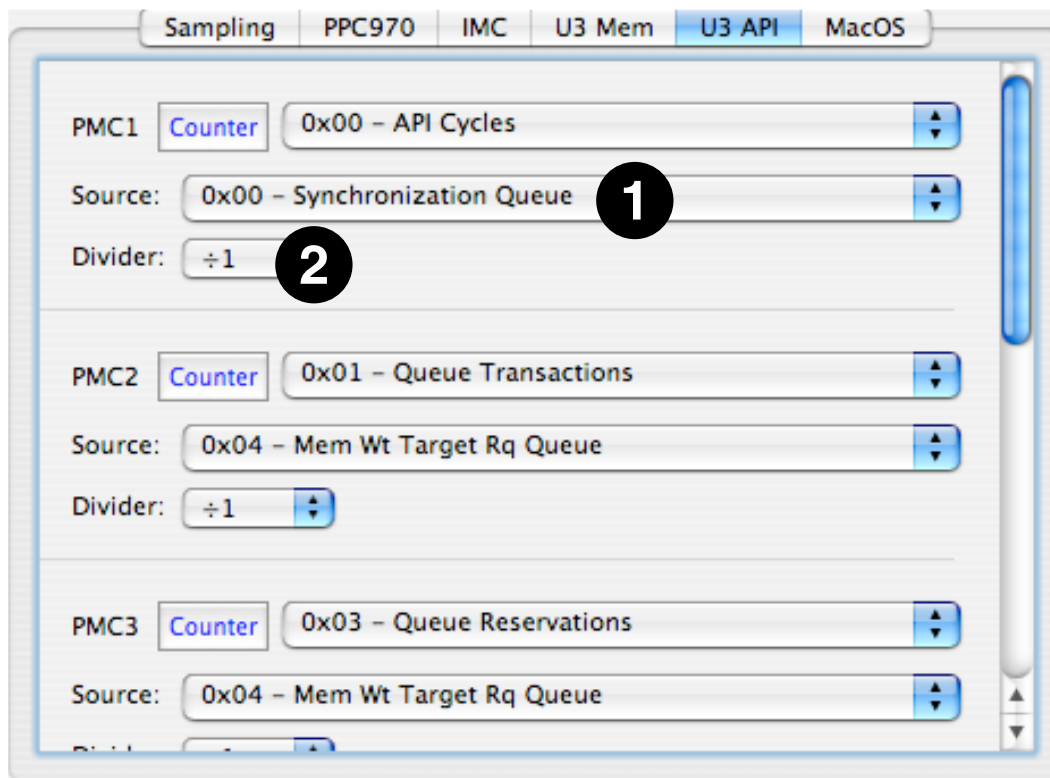 Sampling PPC970 IMC U3 Mem U3 API MacOS
PMC1 Counter 0x00 – API Cycles
Source: 0x00 – Synchronization Queue 1
Divider: ÷1 2
PMC2 Counter 0x01 – Queue Transactions
Source: 0x04 – Mem Wt Target Rq Queue
Divider: ÷1
PMC3 Counter 0x03 – Queue Reservations
Source: 0x04 – Mem Wt Target Rq Queue